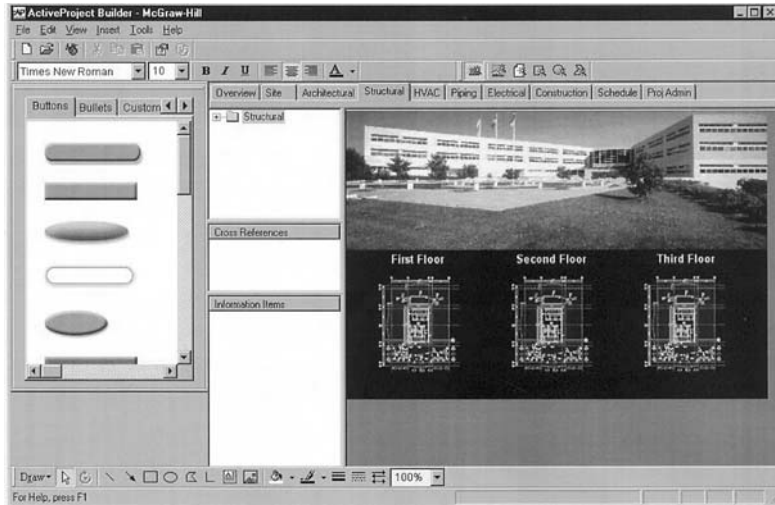 ActiveProject Builder - McGraw-Hill
File Edit View Insert Tools Help
Times New Roman 10 B I U A
Overview Site Architectural Structural HVAC Piping Electrical Construction Schedule Proj Admin
Buttons Bullets Custom
Structural
Cross References
First Floor Second Floor Third Floor
Information Items
Draw 100%
For Help, press F1